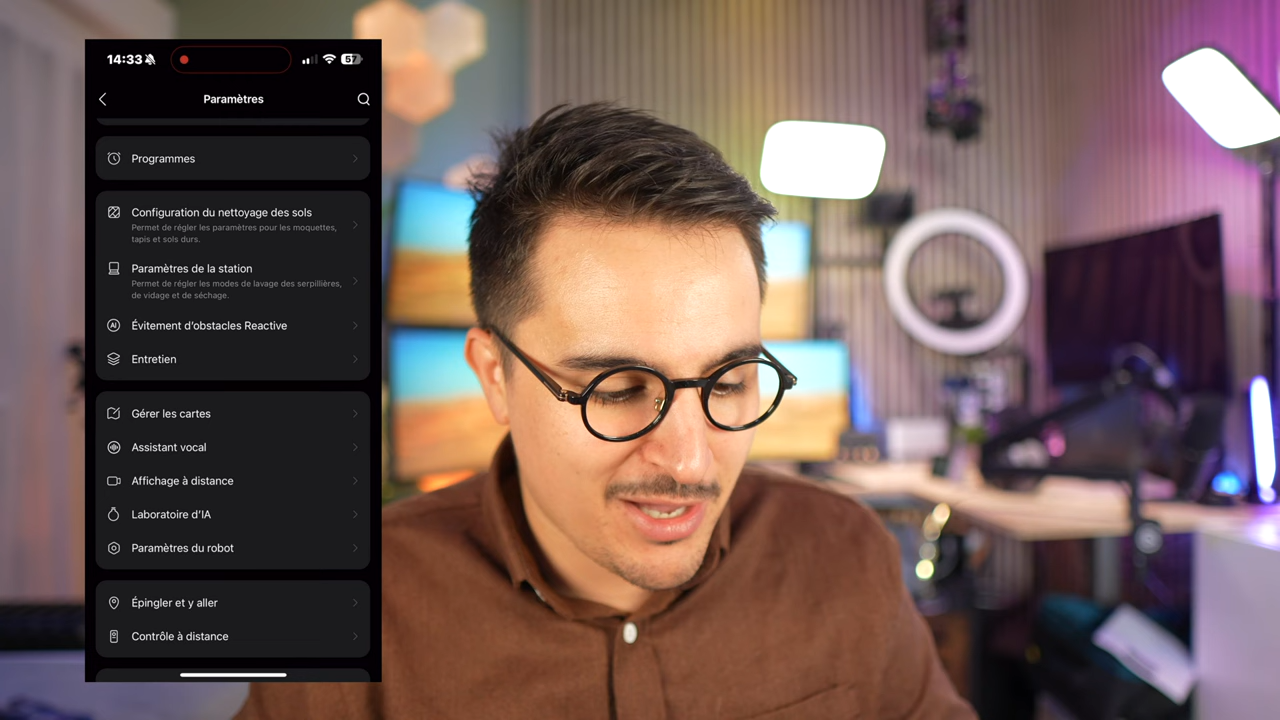 14:33
57
Paramètres
Programmes
Configuration du nettoyage des sols
Permet de régler les paramètres pour les moquettes,
tapis et sols durs.
Paramètres de la station
Permet de régler les modes de lavage des serpillières,
de vidage et de séchage.
AI
Évitement d'obstacles Reactive
Entretien
Gérer les cartes
Assistant vocal
Affichage à distance
Laboratoire d'IA
Paramètres du robot
Épingler et y aller
Contrôle à distance